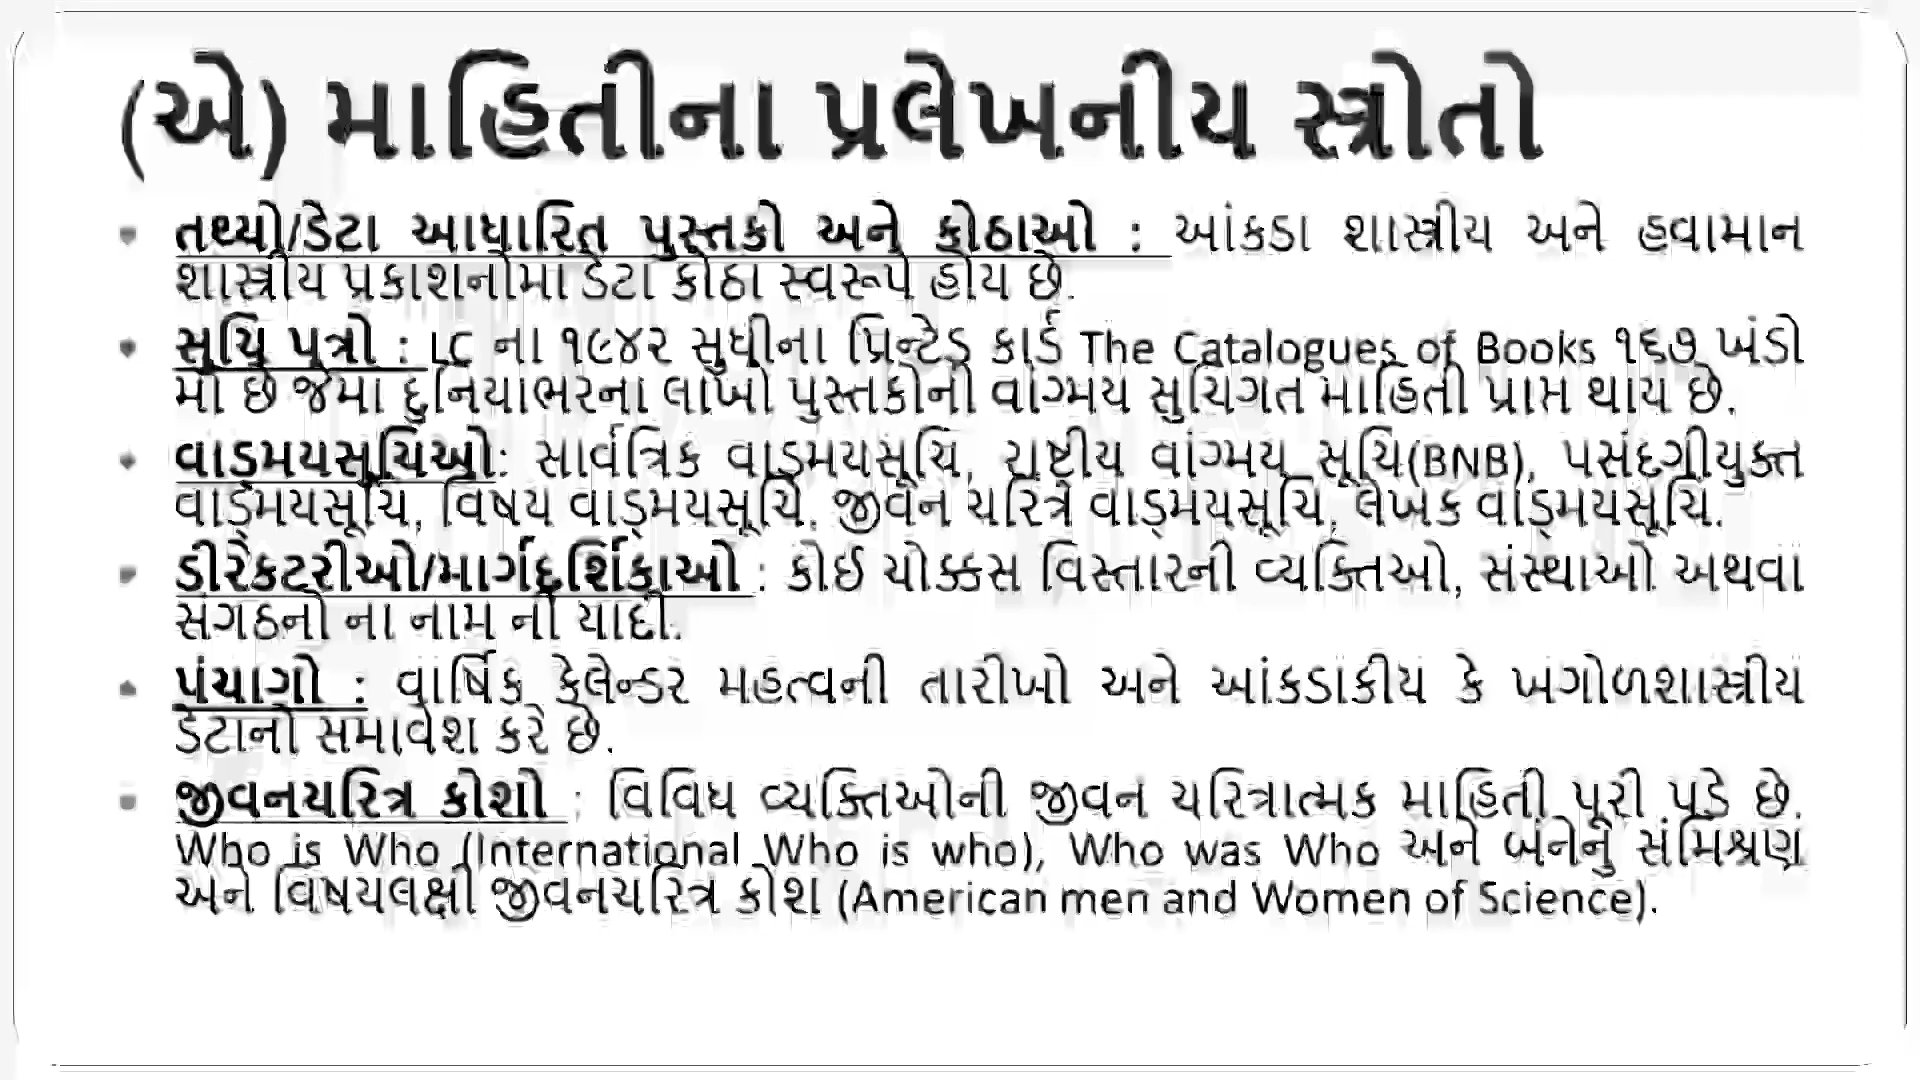 (એ) માહિતીના પ્રલેખનીય સ્ત્રોતો
તથ્યો/ડેટા આધારિત પુસ્તકો અને કોઠાઓ : આંકડા શાસ્ત્રીય અને હવામાન
શાસ્ત્રીય પ્રકાશનોમાં ડેટા કોઠા સ્વરૂપે હોય છે.
સુચિ પત્રો : LC ના ૧૯૪૨ સુધીના પ્રિન્ટેડ કાર્ડ The Catalogues of Books ૧૬૭ ખંડો
માં છે જેમાં દુનિયાભરના લાખો પુસ્તકોની વાંગ્મય સુચિગત માહિતી પ્રાપ્ત થાય છે.
વાડ્મયસૂચિઓ: સાર્વત્રિક વાડ્મયસૂચિ, રાષ્ટ્રીય વાંગ્મય સૂચિ(BNB), પસંદગીયુક્ત
વાડ્મયસૂચિ, વિષય વાડ્મયસૂચિ, જીવન ચરિત્ર વાડ્મયસૂચિ, લેખક વાડ્મયસૂચિ.
ડીરેક્ટરીઓ/માર્ગદર્શિકાઓ : કોઈ ચોક્કસ વિસ્તારની વ્યક્તિઓ, સંસ્થાઓ અથવા
સંગઠનો ના નામ ની યાદી.
પંચાગો : વાર્ષિક કેલેન્ડર મહત્વની તારીખો અને આંકડાકીય કે ખગોળશાસ્ત્રીય
ડેટાનો સમાવેશ કરે છે.
જીવનચરિત્ર કોશો : વિવિધ વ્યક્તિઓની જીવન ચરિત્રાત્મક માહિતી પૂરી પડે છે.
Who is Who (International Who is who), Who was Who અને બંનેનું સંમિશ્રણ
અને વિષયલક્ષી જીવનચરિત્ર કોશ (American men and Women of Science).